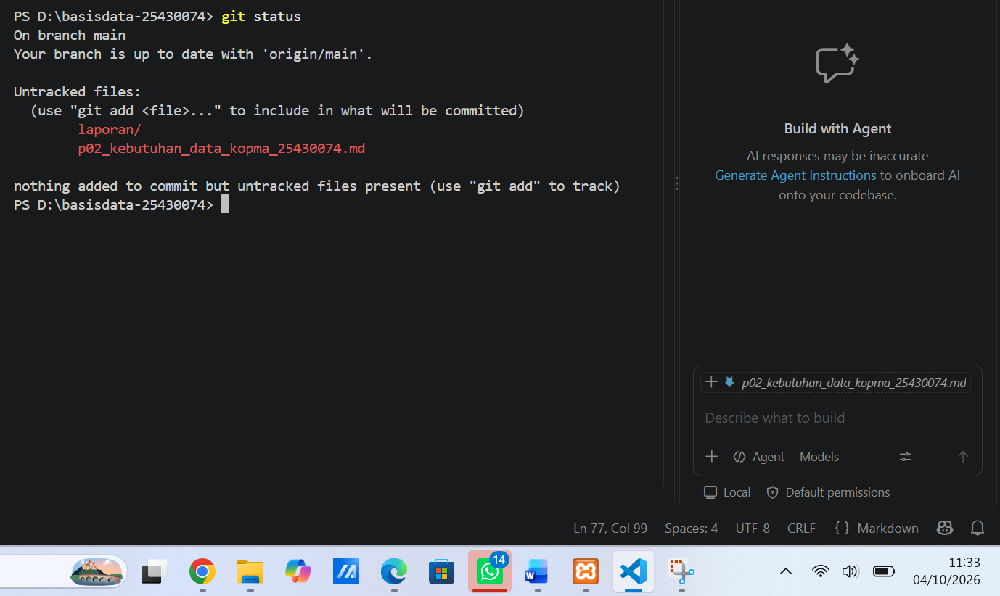 PS D:\basisdata-25430074> git status
On branch main
Your branch is up to date with 'origin/main'.
Untracked files:
(use "git add <file>..." to include in what will be committed)
laporan/
p02_kebutuhan_data_kopma_25430074.md
nothing added to commit but untracked files present (use "git add" to track)
PS D:\basisdata-25430074>
Build with Agent
AI responses may be inaccurate
Generate Agent Instructions to onboard AI
onto your codebase.
p02_kebutuhan_data_kopma_25430074.md
Describe what to build
Agent Models
Local Default permissions
Ln 77, Col 99 Spaces: 4 UTF-8 CRLF { } Markdown
14
W
11:33
04/10/2026